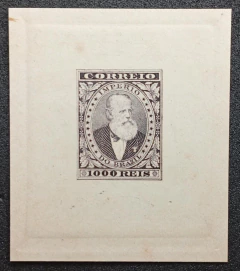 CORREIO
IMPERIO
DO BRAZIL
1000 REIS